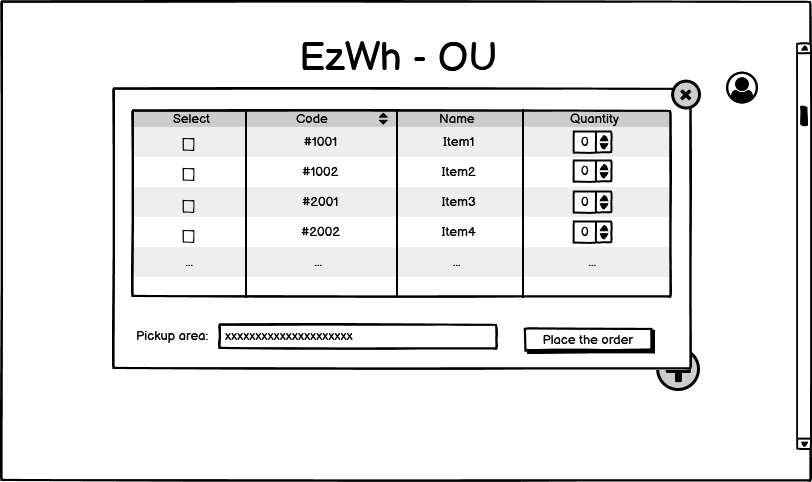 EzWh - OU
Select Code Name Quantity
#1001 Item1 0
#1002 Item2 0
#2001 Item3 0
#2002 Item4 0
... ... ... ...
Pickup area: xxxxxxxxxxxxxxxxxxxxx Place the order